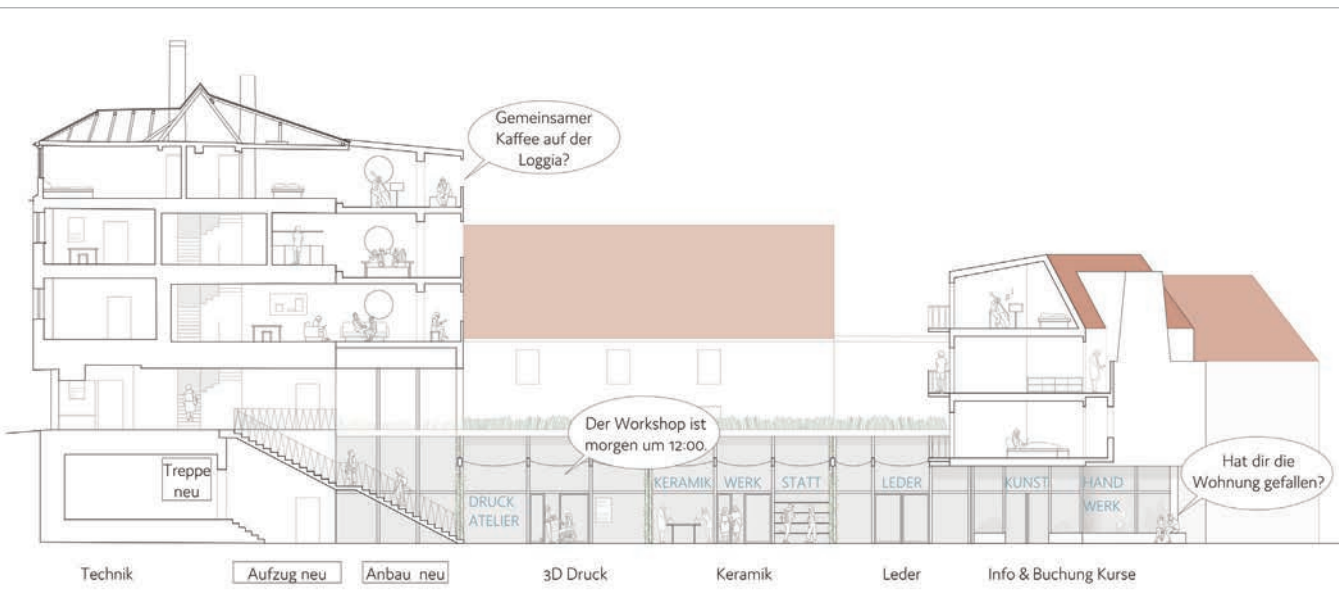 Gemeinsamer
Kaffee auf der
Loggia?
Der Workshop ist
morgen um 12:00.
Hat dir die
Wohnung gefallen?
Treppe
neu
DRUCK
ATELIER
KERAMIK WERK STATT
LEDER
KUNST HAND
WERK
Technik
Aufzug neu
Anbau neu
3D Druck
Keramik
Leder
Info & Buchung Kurse